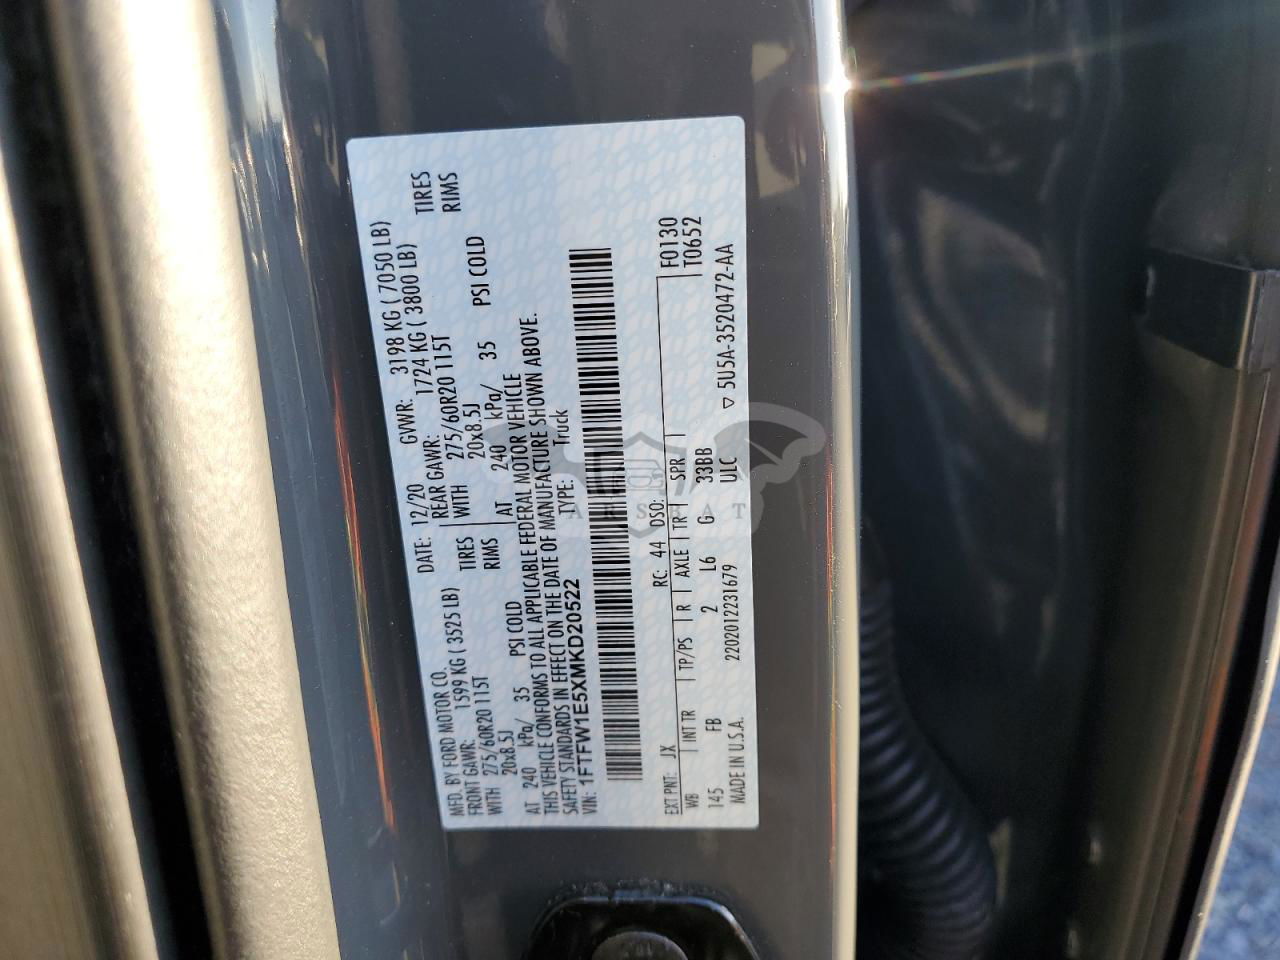 MFD. BY FORD MOTOR CO.
DATE: 12/20 GVWR: 3198 KG ( 7050 LB)
FRONT GAWR: 1599 KG ( 3525 LB)
REAR GAWR: 1724 KG ( 3800 LB)
WITH 275/60R20 115T TIRES
WITH 275/60R20 115T TIRES
20x8.5J RIMS
20x8.5J RIMS
AT 240 kPa/ 35 PSI COLD
AT 240 kPa/ 35 PSI COLD
THIS VEHICLE CONFORMS TO ALL APPLICABLE FEDERAL MOTOR VEHICLE
SAFETY STANDARDS IN EFFECT ON THE DATE OF MANUFACTURE SHOWN ABOVE.
VIN: 1FTFW1E5XMKD20522 TYPE: Truck
EXT PNT: JX RC: 44 DSO: F0130
WB INT TR TP/PS R AXLE TR SPR T0652
145 FB 2 L6 G 33BB
MADE IN U.S.A. 2202012231679 ULC ▽ 5U5A-3520472-AA